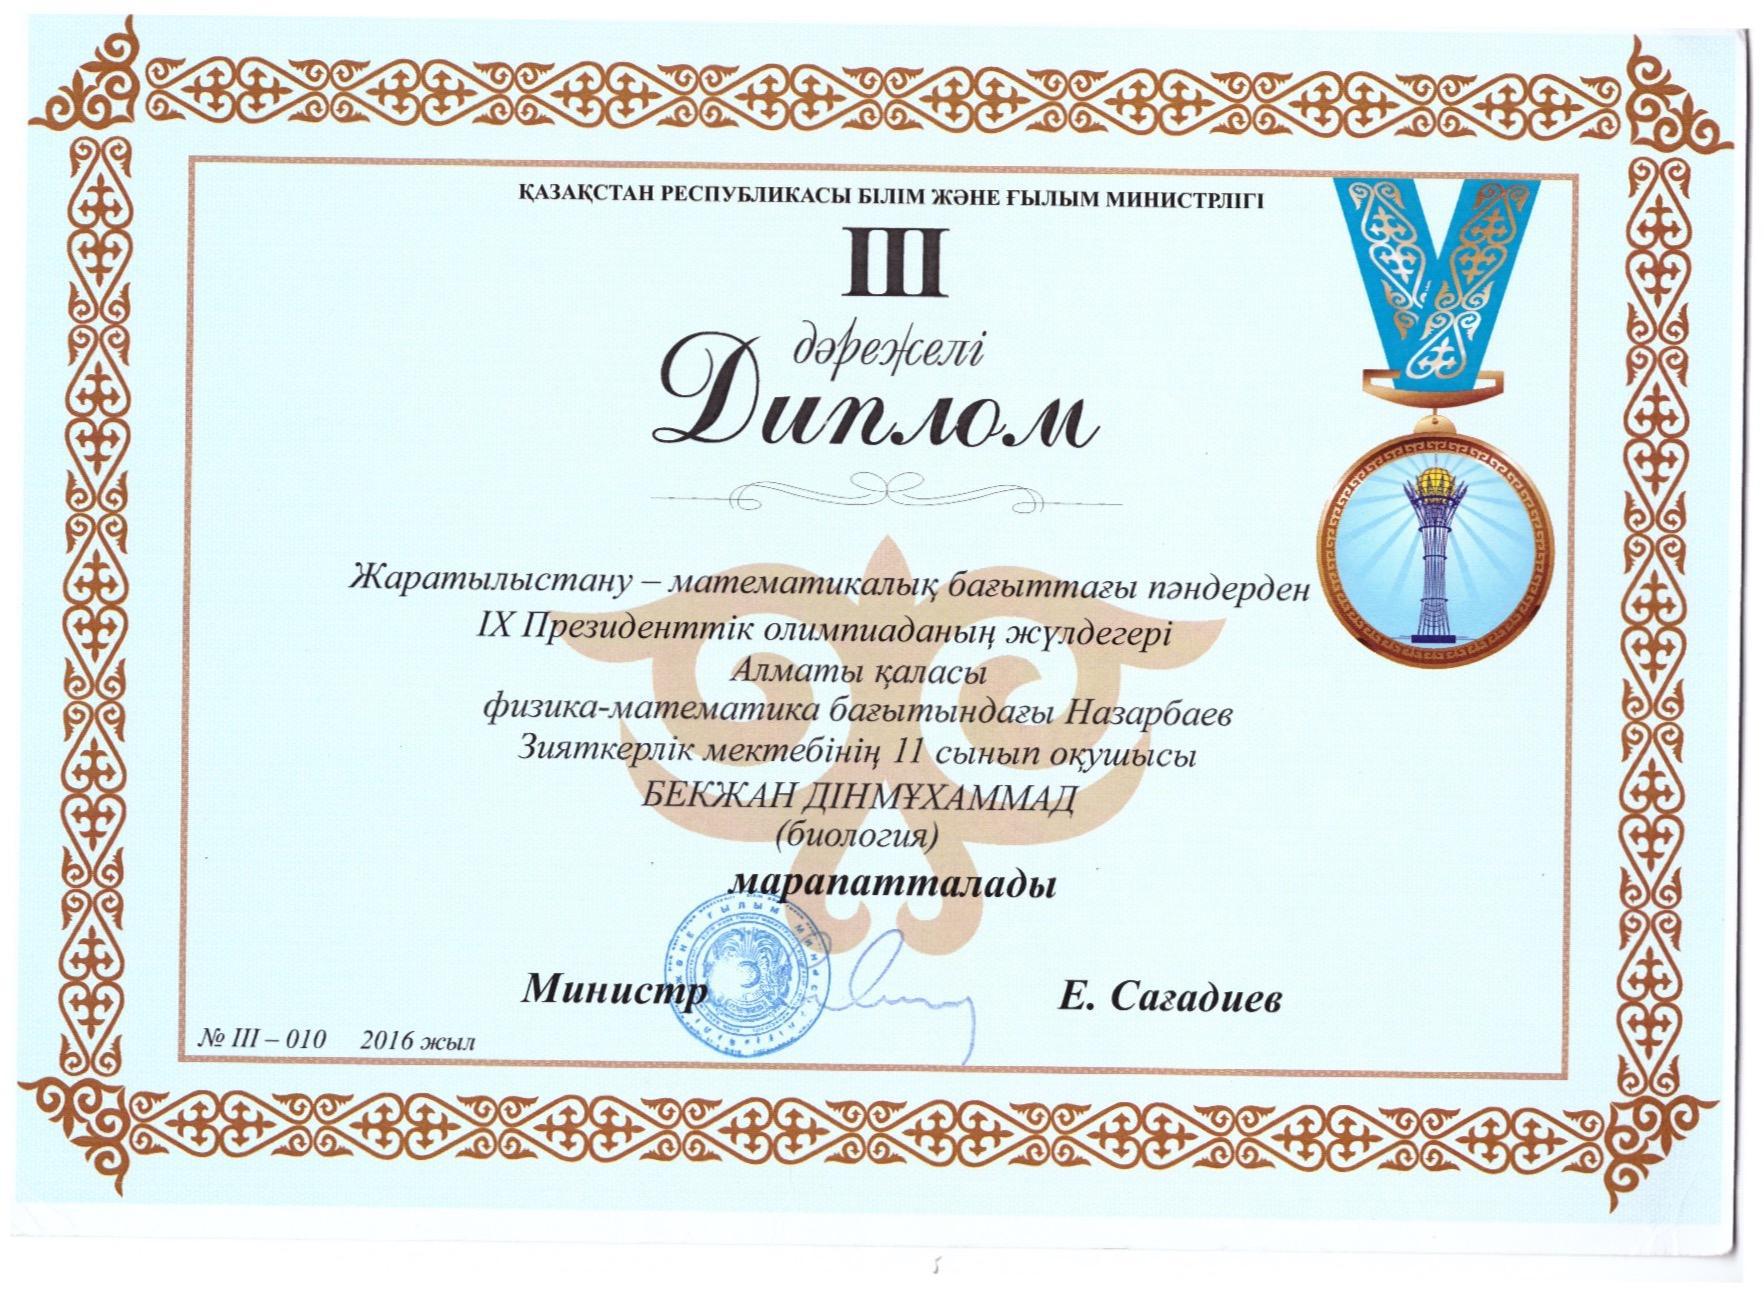 ҚАЗАҚСТАН РЕСПУБЛИКАСЫ БІЛІМ ЖӘНЕ ҒЫЛЫМ МИНИСТРЛІГІ
III
дәрежелі
Диплом
Жаратылыстану – математикалық бағыттағы пәндерден
IX Президенттік олимпиаданың жүлдегері
Алматы қаласы
физика-математика бағытындағы Назарбаев
Зияткерлік мектебінің 11 сынып оқушысы
БЕКЖАН ДІНМҰХАММАД
(биология)
марапатталады
Министр Е. Сағадиев
№ III – 010 2016 жыл